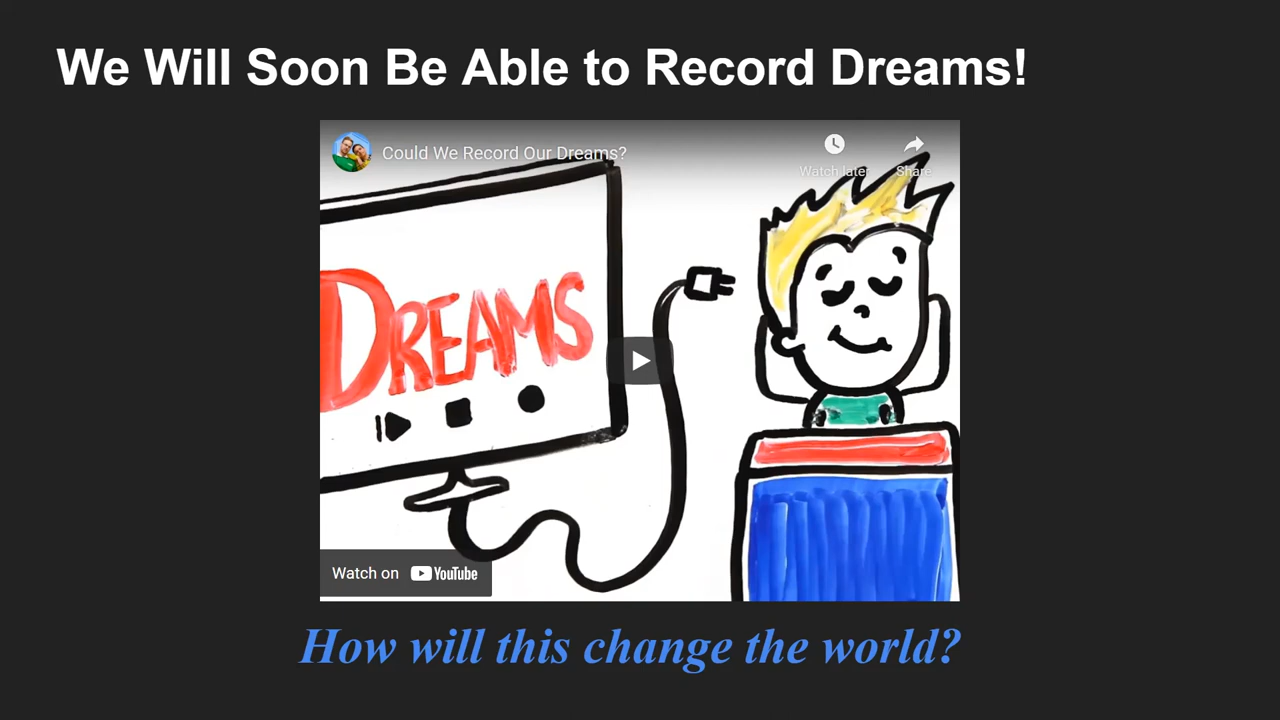 We Will Soon Be Able to Record Dreams!
Could We Record Our Dreams?
Watch later
Share
DREAMS
Watch on YouTube
How will this change the world?